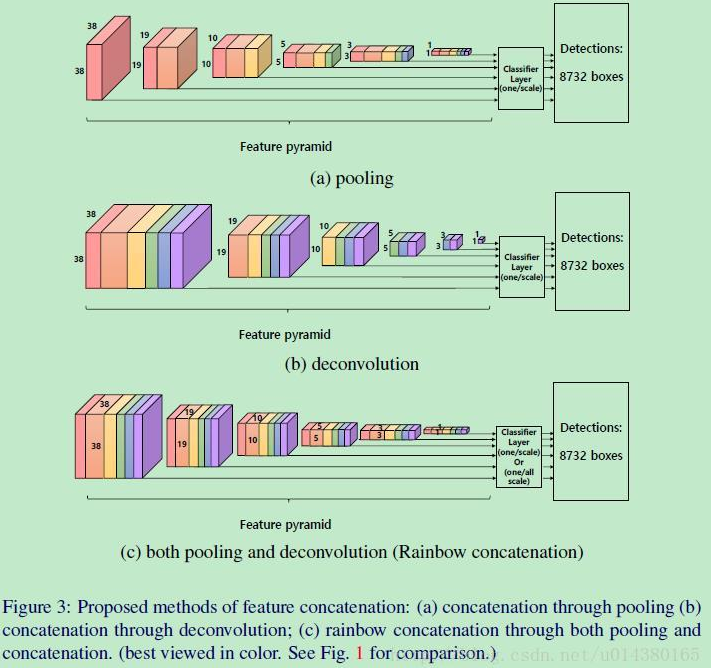 38
38
19
19
10
10
5
5
3
3
1
1
Classifier
Layer
(one/scale)
Detections:
8732 boxes
Feature pyramid
(a) pooling
38
38
19
19
10
10
5
5
3
3
1
1
Classifier
Layer
(one/scale)
Detections:
8732 boxes
Feature pyramid
(b) deconvolution
38
38
19
19
10
10
5
5
3
3
1
1
Classifier
Layer
(one/scale)
Or
(one/all
scale)
Detections:
8732 boxes
Feature pyramid
(c) both pooling and deconvolution (Rainbow concatenation)
Figure 3: Proposed methods of feature concatenation: (a) concatenation through pooling (b)
concatenation through deconvolution; (c) rainbow concatenation through both pooling and
concatenation. (best viewed in color. See Fig. 1 for comparison.)
csdn.net/u014380165